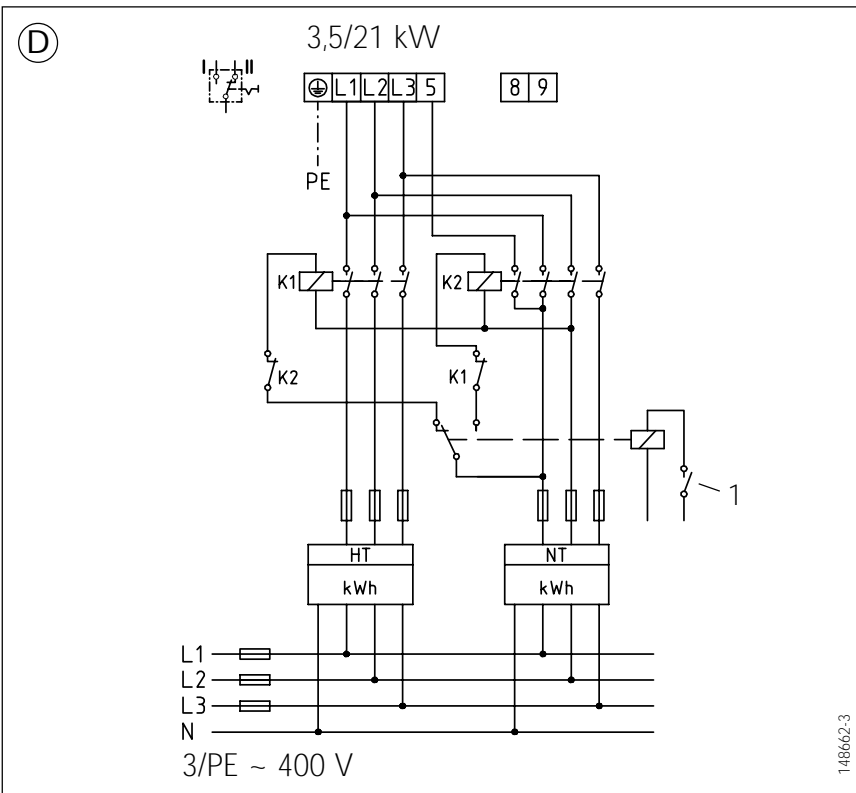 D
3,5/21 kW
I II
L1 L2 L3 5 8 9
PE
K1 K2
K2 K1
1
HT NT
kWh kWh
L1
L2
L3
N
3/PE ~ 400 V
148662-3